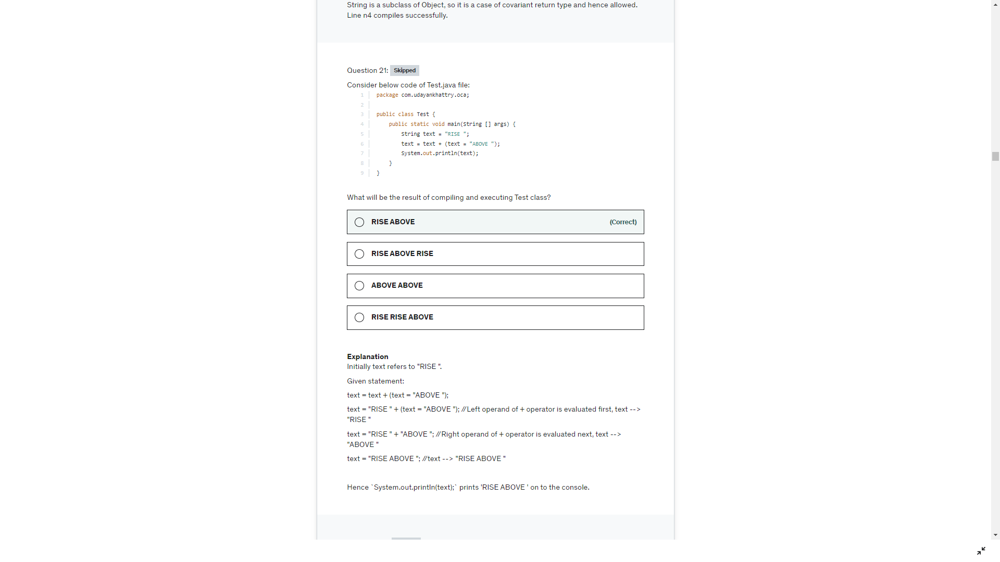 String is a subclass of Object, so it is a case of covariant return type and hence allowed.
Line n4 compiles successfully.
Question 21: Skipped
Consider below code of Test.java file:
1 package com.udayankhattry.oca;
2
3 public class Test {
4 public static void main(String [] args) {
5 String text = "RISE ";
6 text = text + (text = "ABOVE ");
7 System.out.println(text);
8 }
9 }
What will be the result of compiling and executing Test class?
RISE ABOVE (Correct)
RISE ABOVE RISE
ABOVE ABOVE
RISE RISE ABOVE
Explanation
Initially text refers to "RISE ".
Given statement:
text = text + (text = "ABOVE ");
text = "RISE " + (text = "ABOVE "); //Left operand of + operator is evaluated first, text -->
"RISE "
text = "RISE " + "ABOVE "; //Right operand of + operator is evaluated next, text -->
"ABOVE "
text = "RISE ABOVE "; //text --> "RISE ABOVE "
Hence `System.out.println(text);` prints 'RISE ABOVE ' on to the console.